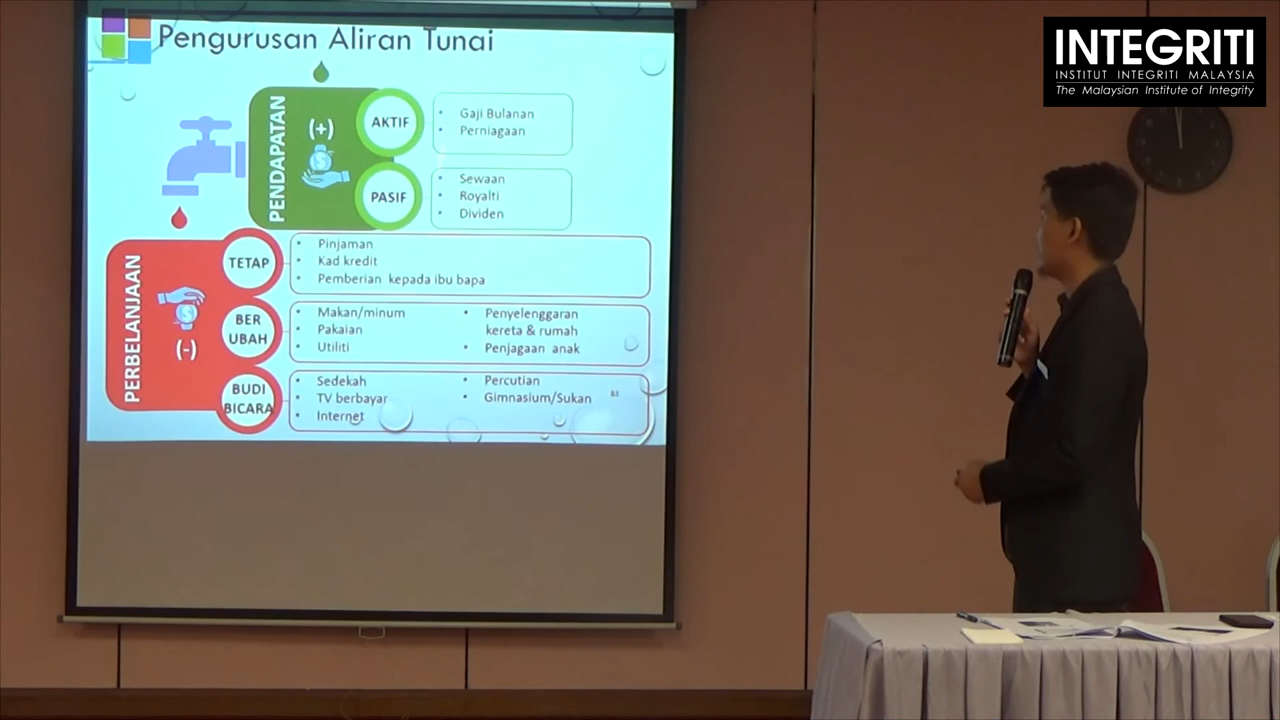 Pengurusan Aliran Tunai
PENDAPATAN
(+)
AKTIF
• Gaji Bulanan
• Perniagaan
PASIF
• Sewaan
• Royalti
• Dividen
PERBELANJAAN
(-)
TETAP
• Pinjaman
• Kad kredit
• Pemberian kepada ibu bapa
BER
UBAH
• Makan/minum
• Pakaian
• Utiliti
• Penyelenggaran
kereta & rumah
• Penjagaan anak
BUDI
BICARA
• Sedekah
• TV berbayar
• Internet
• Percutian
• Gimnasium/Sukan
INTEGRITI
INSTITUT INTEGRITI MALAYSIA
The Malaysian Institute of Integrity